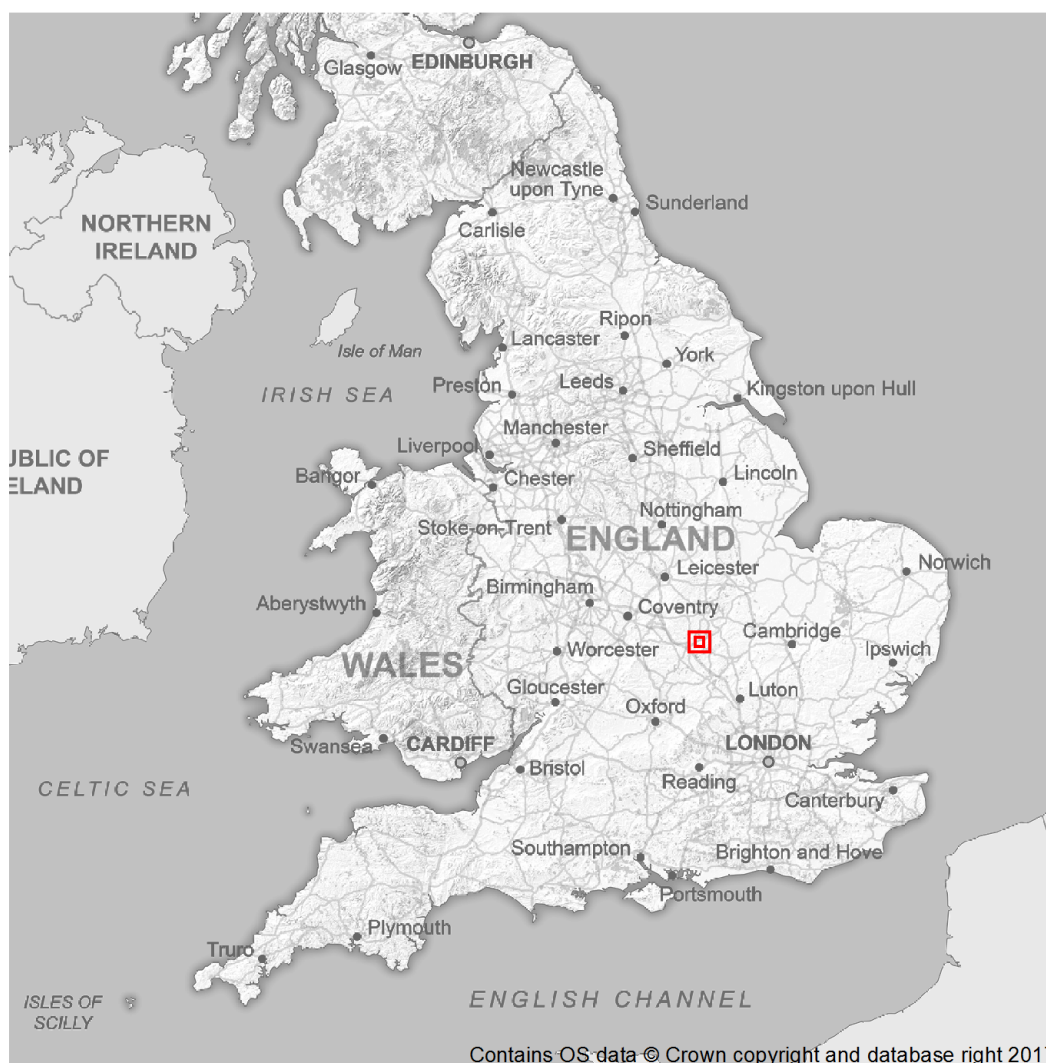 Glasgow
EDINBURGH
Newcastle
upon Tyne
Sunderland
Carlisle
NORTHERN
IRELAND
Ripon
Lancaster
York
Isle of Man
IRISH SEA
Preston
Leeds
Kingston upon Hull
Manchester
Liverpool
Sheffield
UBLIC OF
ELAND
Bangor
Chester
Lincoln
Nottingham
Stoke-on-Trent
ENGLAND
Norwich
Leicester
Birmingham
Aberystwyth
Coventry
Cambridge
Worcester
Ipswich
WALES
Gloucester
Luton
Oxford
Swansea
CARDIFF
LONDON
Bristol
Reading
CELTIC SEA
Canterbury
Southampton
Brighton and Hove
Portsmouth
Plymouth
Truro
ISLES OF
SCILLY
ENGLISH CHANNEL
Contains OS data © Crown copyright and database right 201